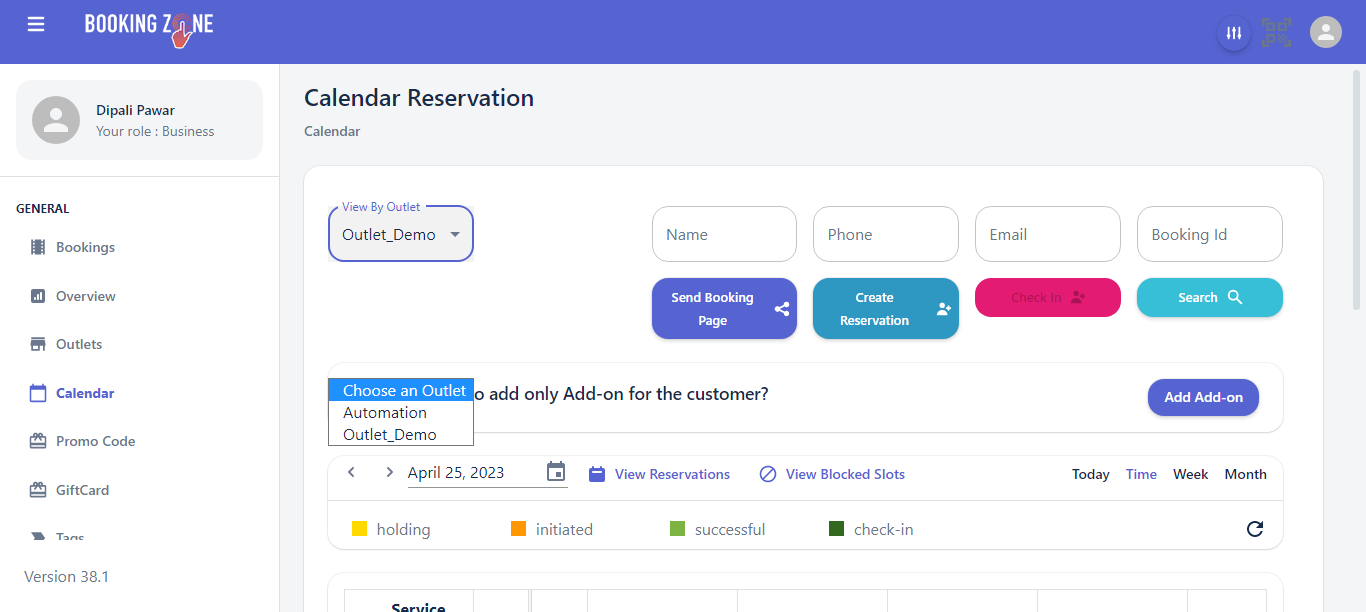 BOOKING ZONE
Dipali Pawar
Your role : Business
GENERAL
Bookings
Overview
Outlets
Calendar
Promo Code
GiftCard
Tags
Version 38.1
Calendar Reservation
Calendar
View By Outlet
Outlet_Demo
Name
Phone
Email
Booking Id
Send Booking
Page
Create
Reservation
Check In
Search
Choose an Outlet
Automation
Outlet_Demo
o add only Add-on for the customer?
Add Add-on
April 25, 2023
View Reservations
View Blocked Slots
Today
Time
Week
Month
holding
initiated
successful
check-in
Service